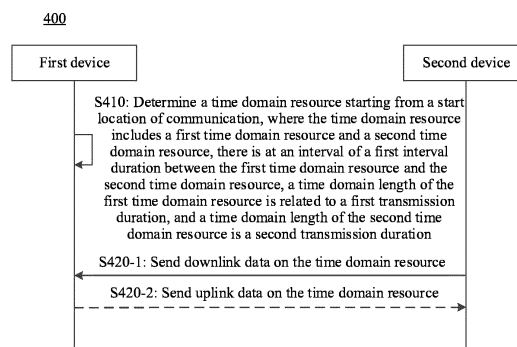 400
First device
Second device
S410: Determine a time domain resource starting from a start
location of communication, where the time domain resource
includes a first time domain resource and a second time
domain resource, there is at an interval of a first interval
duration between the first time domain resource and the
second time domain resource, a time domain length of the
first time domain resource is related to a first transmission
duration, and a time domain length of the second time
domain resource is a second transmission duration
S420-1: Send downlink data on the time domain resource
S420-2: Send uplink data on the time domain resource